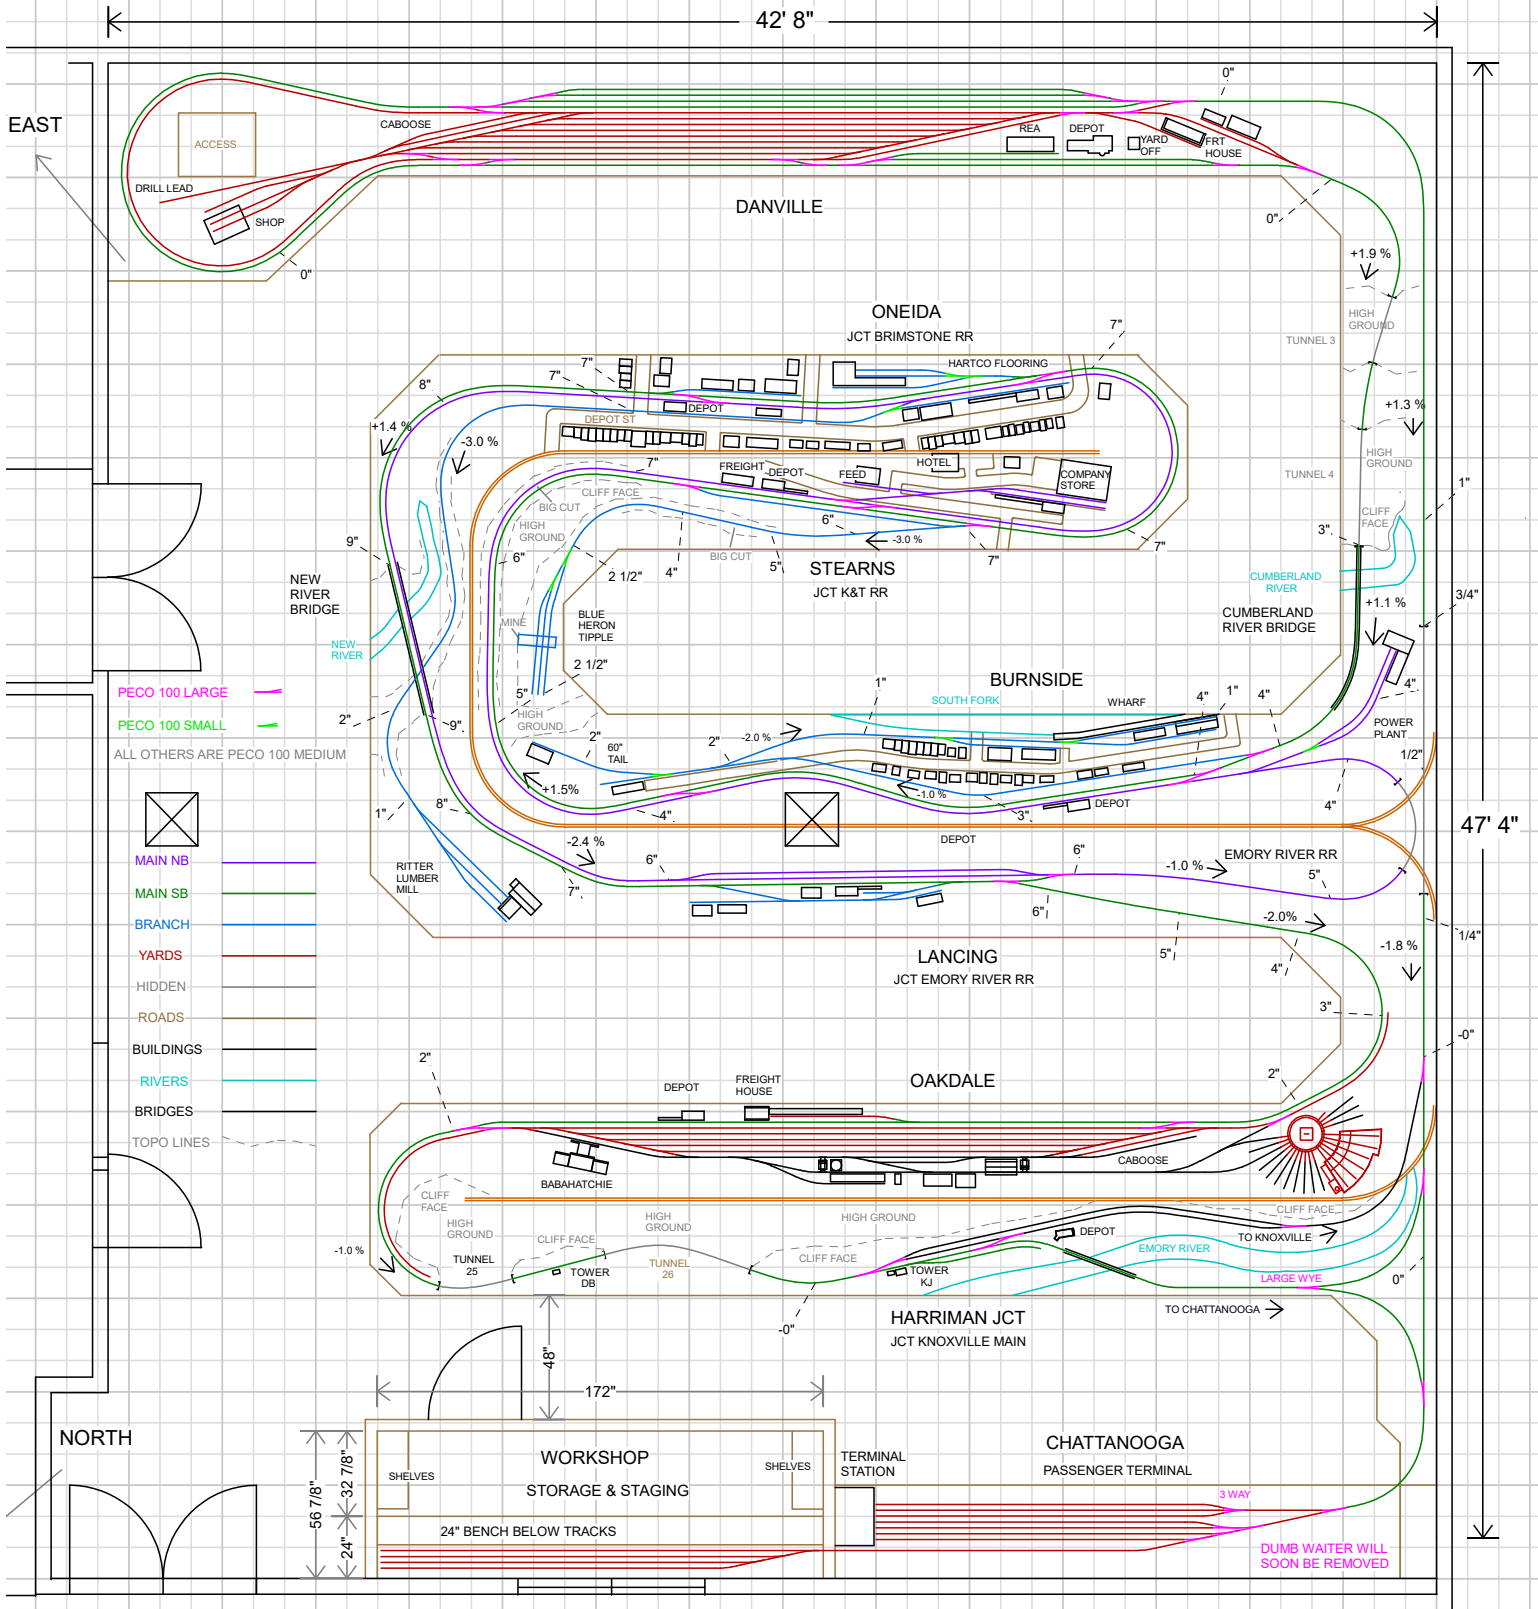 42' 8"
EAST
CABOOSE
ACCESS
DRILL LEAD
SHOP
0"
REA
DEPOT
YARD
OFF
FRT
HOUSE
0"
0"
DANVILLE
+1.9 %
HIGH
GROUND
TUNNEL 3
+1.3 %
TUNNEL 4
HIGH
GROUND
CLIFF
FACE
1"
3"
ONEIDA
JCT BRIMSTONE RR
7"
HARTCO FLOORING
7"
7"
8"
DEPOT
DEPOT ST
+1.4 %
-3.0 %
7"
CLIFF FACE
BIG CUT
HIGH
GROUND
FREIGHT
DEPOT
FEED
HOTEL
COMPANY
STORE
6"
-3.0 %
7"
7"
BIG CUT
4"
5"
6"
9"
2 1/2"
STEARNS
JCT K&T RR
NEW
RIVER
BRIDGE
NEW
RIVER
MINE
BLUE
HERON
TIPPLE
2 1/2"
5"
HIGH
GROUND
CUMBERLAND
RIVER
CUMBERLAND
RIVER BRIDGE
3/4"
+1.1 %
4"
POWER
PLANT
1/2"
BURNSIDE
SOUTH FORK
WHARF
1"
4"
1"
4"
PECO 100 LARGE
PECO 100 SMALL
ALL OTHERS ARE PECO 100 MEDIUM
2"
9"
2"
60"
TAIL
2"
-2.0 %
+1.5%
-1.0 %
4"
3"
DEPOT
4"
1"
8"
DEPOT
47' 4"
MAIN NB
MAIN SB
BRANCH
YARDS
HIDDEN
ROADS
BUILDINGS
RIVERS
BRIDGES
TOPO LINES
RITTER
LUMBER
MILL
-2.4 %
7"
6"
6"
-1.0 %
EMORY RIVER RR
5"
6"
5"
-2.0%
4"
1/4"
-1.8 %
LANCING
JCT EMORY RIVER RR
3"
-0"
2"
2"
DEPOT
FREIGHT
HOUSE
OAKDALE
CABOOSE
BABAHATCHIE
CLIFF
FACE
HIGH
GROUND
HIGH
GROUND
HIGH GROUND
CLIFF FACE
CLIFF FACE
CLIFF FACE
-1.0 %
TUNNEL
25
TOWER
DB
TUNNEL
26
TOWER
KJ
DEPOT
EMORY RIVER
TO KNOXVILLE
LARGE WYE
0"
TO CHATTANOOGA
-0"
HARRIMAN JCT
JCT KNOXVILLE MAIN
48"
172"
NORTH
56 7/8"
32 7/8"
24"
SHELVES
WORKSHOP
STORAGE & STAGING
SHELVES
24" BENCH BELOW TRACKS
TERMINAL
STATION
CHATTANOOGA
PASSENGER TERMINAL
3 WAY
DUMB WAITER WILL
SOON BE REMOVED